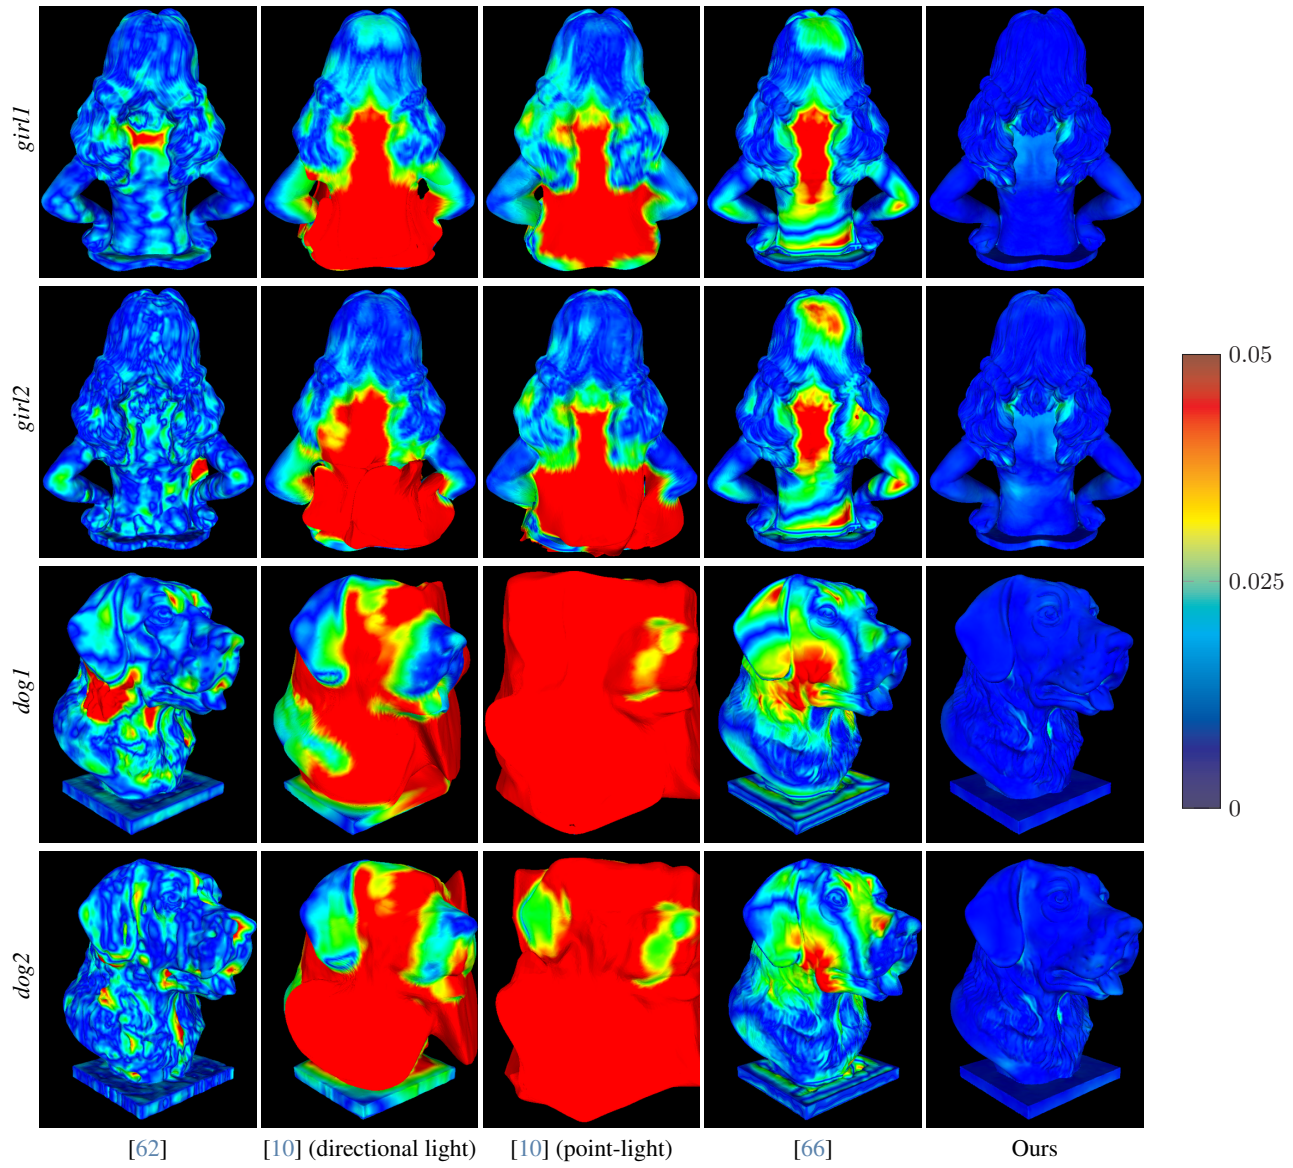 girl1
girl2
dog1
dog2
0.05
0.025
0
[62]
[10] (directional light)
[10] (point-light)
[66]
Ours